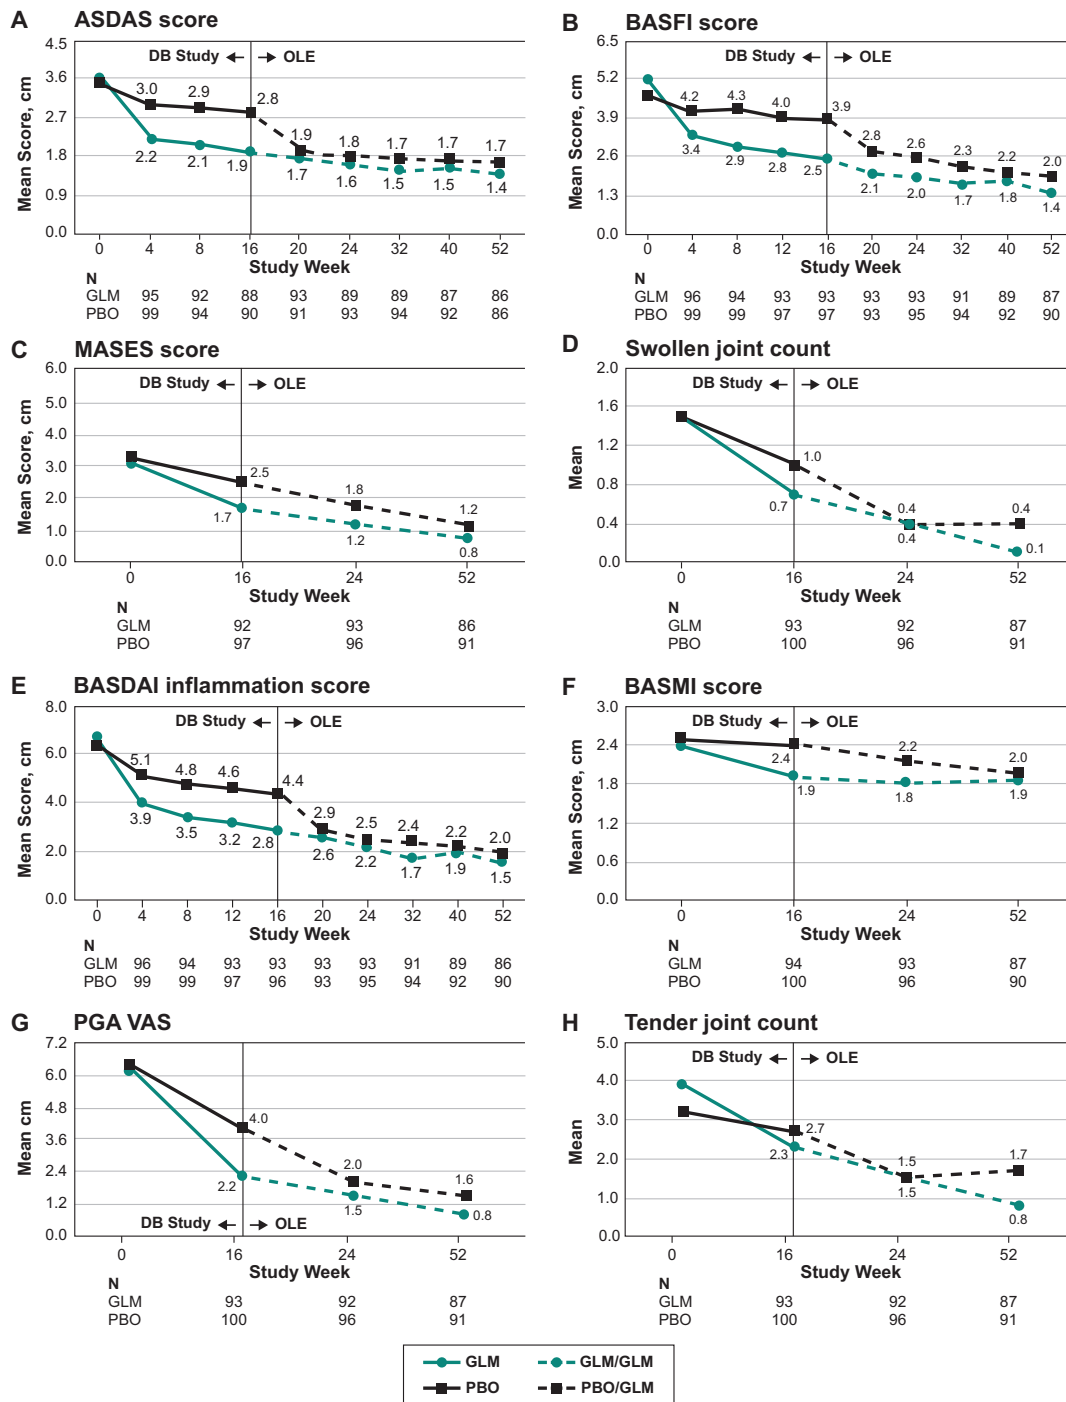 A ASDAS score
4.5
3.6
2.7
1.8
0.9
0.0
Mean Score, cm
DB Study ← → OLE
3.0 2.9 2.8 1.9 1.8 1.7 1.7 1.7
2.2 2.1 1.9 1.7 1.6 1.5 1.5 1.4
0 4 8 16 20 24 32 40 52
Study Week
N
GLM 95 92 88 93 89 89 87 86
PBO 99 94 90 91 93 94 92 86
B BASFI score
6.5
5.2
3.9
2.6
1.3
0.0
Mean Score, cm
DB Study ← → OLE
4.2 4.3 4.0 3.9 2.8 2.6 2.3 2.2 2.0
3.4 2.9 2.8 2.5 2.1 2.0 1.7 1.8 1.4
0 4 8 12 16 20 24 32 40 52
Study Week
N
GLM 96 94 93 93 93 93 91 89 87
PBO 99 99 97 97 93 95 94 92 90
C MASES score
6.0
5.0
4.0
3.0
2.0
1.0
0.0
Mean Score, cm
DB Study ← → OLE
2.5 1.8 1.2
1.7 1.2 0.8
0 16 24 52
Study Week
N
GLM 92 93 86
PBO 97 96 91
D Swollen joint count
2.0
1.6
1.2
0.8
0.4
0.0
Mean
DB Study ← → OLE
1.0 0.4 0.4
0.7 0.4 0.1
0 16 24 52
Study Week
N
GLM 93 92 87
PBO 100 96 91
E BASDAI inflammation score
8.0
6.0
4.0
2.0
0.0
Mean Score, cm
DB Study ← → OLE
5.1 4.8 4.6 4.4 2.9 2.5 2.4 2.2 2.0
3.9 3.5 3.2 2.8 2.6 2.2 1.7 1.9 1.5
0 4 8 12 16 20 24 32 40 52
Study Week
N
GLM 96 94 93 93 93 93 91 89 86
PBO 99 99 97 96 93 95 94 92 90
F BASMI score
3.0
2.4
1.8
1.2
0.6
0.0
Mean Score, cm
DB Study ← → OLE
2.4 2.2 2.0
1.9 1.8 1.9
0 16 24 52
Study Week
N
GLM 94 93 87
PBO 100 96 90
G PGA VAS
7.2
6.0
4.8
3.6
2.4
1.2
0.0
Mean cm
4.0 2.0 1.6
2.2 1.5 0.8
DB Study ← → OLE
0 16 24 52
Study Week
N
GLM 93 92 87
PBO 100 96 91
H Tender joint count
5.0
4.0
3.0
2.0
1.0
0.0
Mean
DB Study ← → OLE
2.7 1.5 1.7
2.3 1.5 0.8
0 16 24 52
Study Week
N
GLM 93 92 87
PBO 100 96 91
GLM GLM/GLM
PBO PBO/GLM